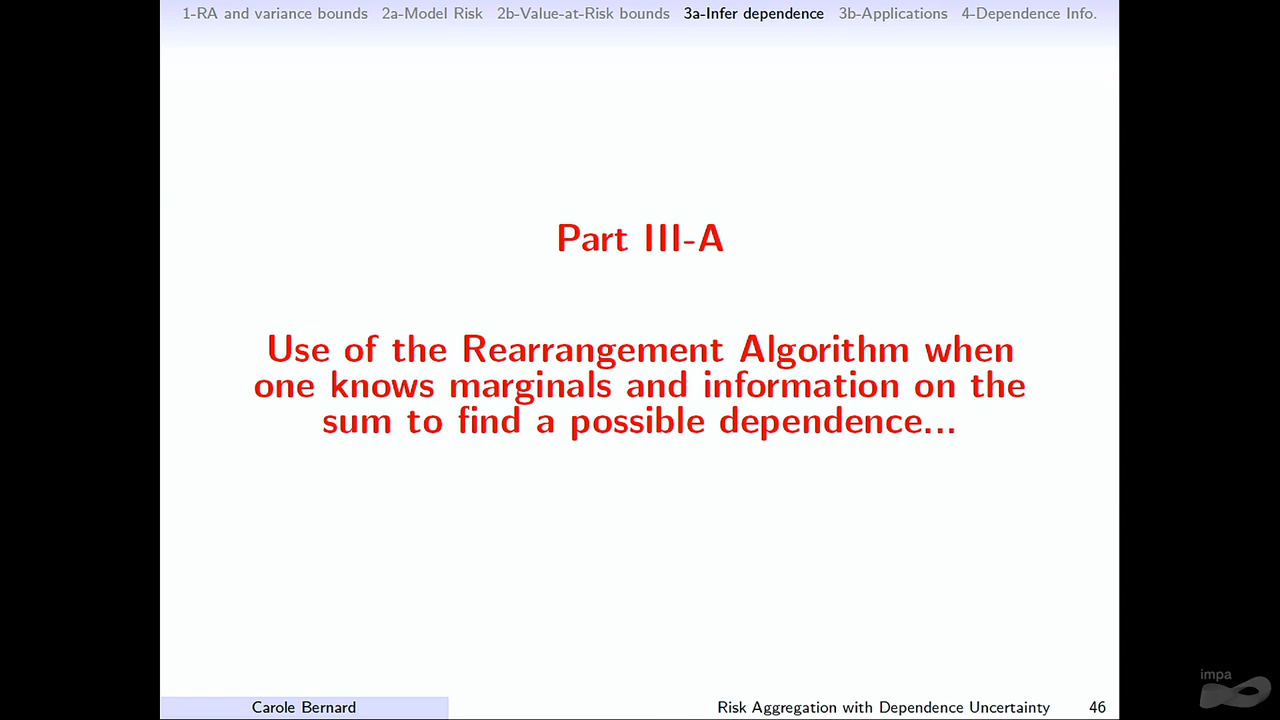 1-RA and variance bounds 2a-Model Risk 2b-Value-at-Risk bounds 3a-Infer dependence 3b-Applications 4-Dependence Info.
Part III-A
Use of the Rearrangement Algorithm when
one knows marginals and information on the
sum to find a possible dependence...
impa
Carole Bernard Risk Aggregation with Dependence Uncertainty 46